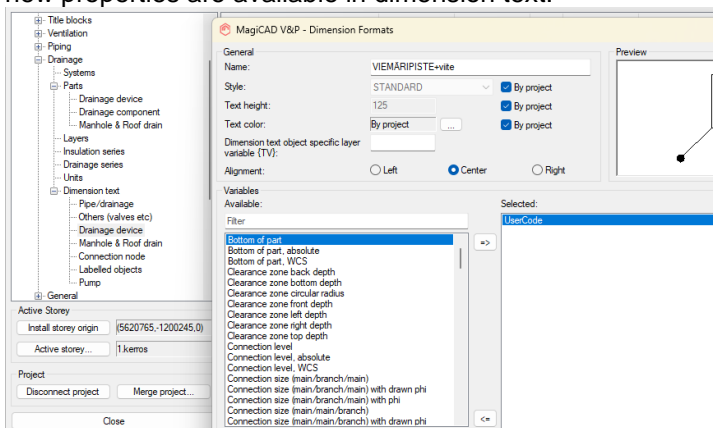 new properties are available in dimension text.
Title blocks
Ventilation
Piping
Drainage
Systems
Parts
Drainage device
Drainage component
Manhole & Roof drain
Layers
Insulation series
Drainage series
Units
Dimension text
Pipe/drainage
Others (valves etc)
Drainage device
Manhole & Roof drain
Connection node
Labelled objects
Pump
General
Active Storey
Install storey origin (5620765,-1200245,0)
Active storey... 1.kerros
Project
Disconnect project Merge project...
Close
MagiCAD V&P - Dimension Formats
General
Name: VIEMÄRIPISTE+viite
Style: STANDARD By project
Text height: 125 By project
Text color: By project ... By project
Dimension text object specific layer
variable {TV}:
Alignment: Left Center Right
Preview
Variables
Available:
Filter
Bottom of part
Bottom of part, absolute
Bottom of part, WCS
Clearance zone back depth
Clearance zone bottom depth
Clearance zone circular radius
Clearance zone front depth
Clearance zone left depth
Clearance zone right depth
Clearance zone top depth
Connection level
Connection level, absolute
Connection level, WCS
Connection size (main/branch/main)
Connection size (main/branch/main) with drawn phi
Connection size (main/branch/main) with phi
Connection size (main/main/branch)
Connection size (main/main/branch) with drawn phi
=>
<=
Selected:
UserCode